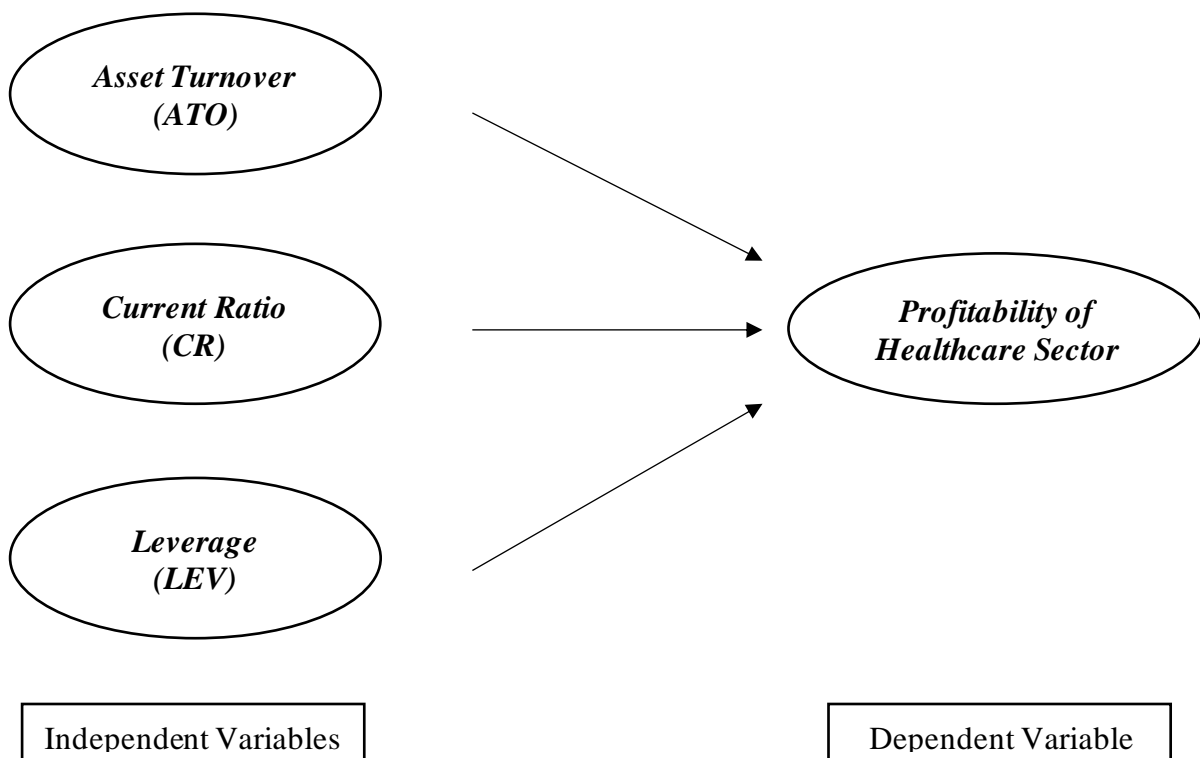 Asset Turnover
(ATO)
Current Ratio
(CR)
Profitability of
Healthcare Sector
Leverage
(LEV)
Independent Variables
Dependent Variable